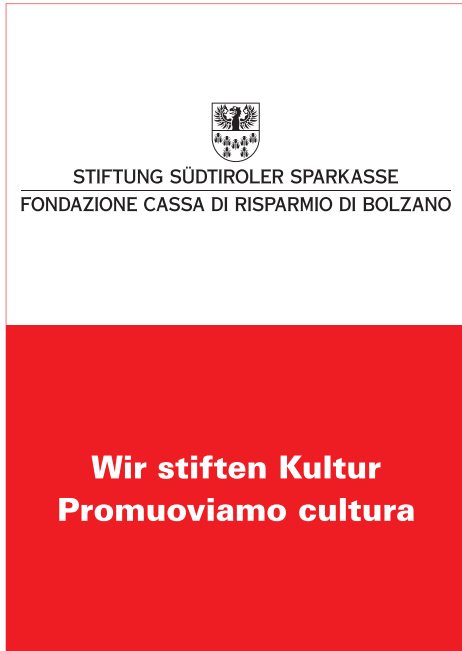 STIFTUNG SÜDTIROLER SPARKASSE
FONDAZIONE CASSA DI RISPARMIO DI BOLZANO
Wir stiften Kultur
Promuoviamo cultura